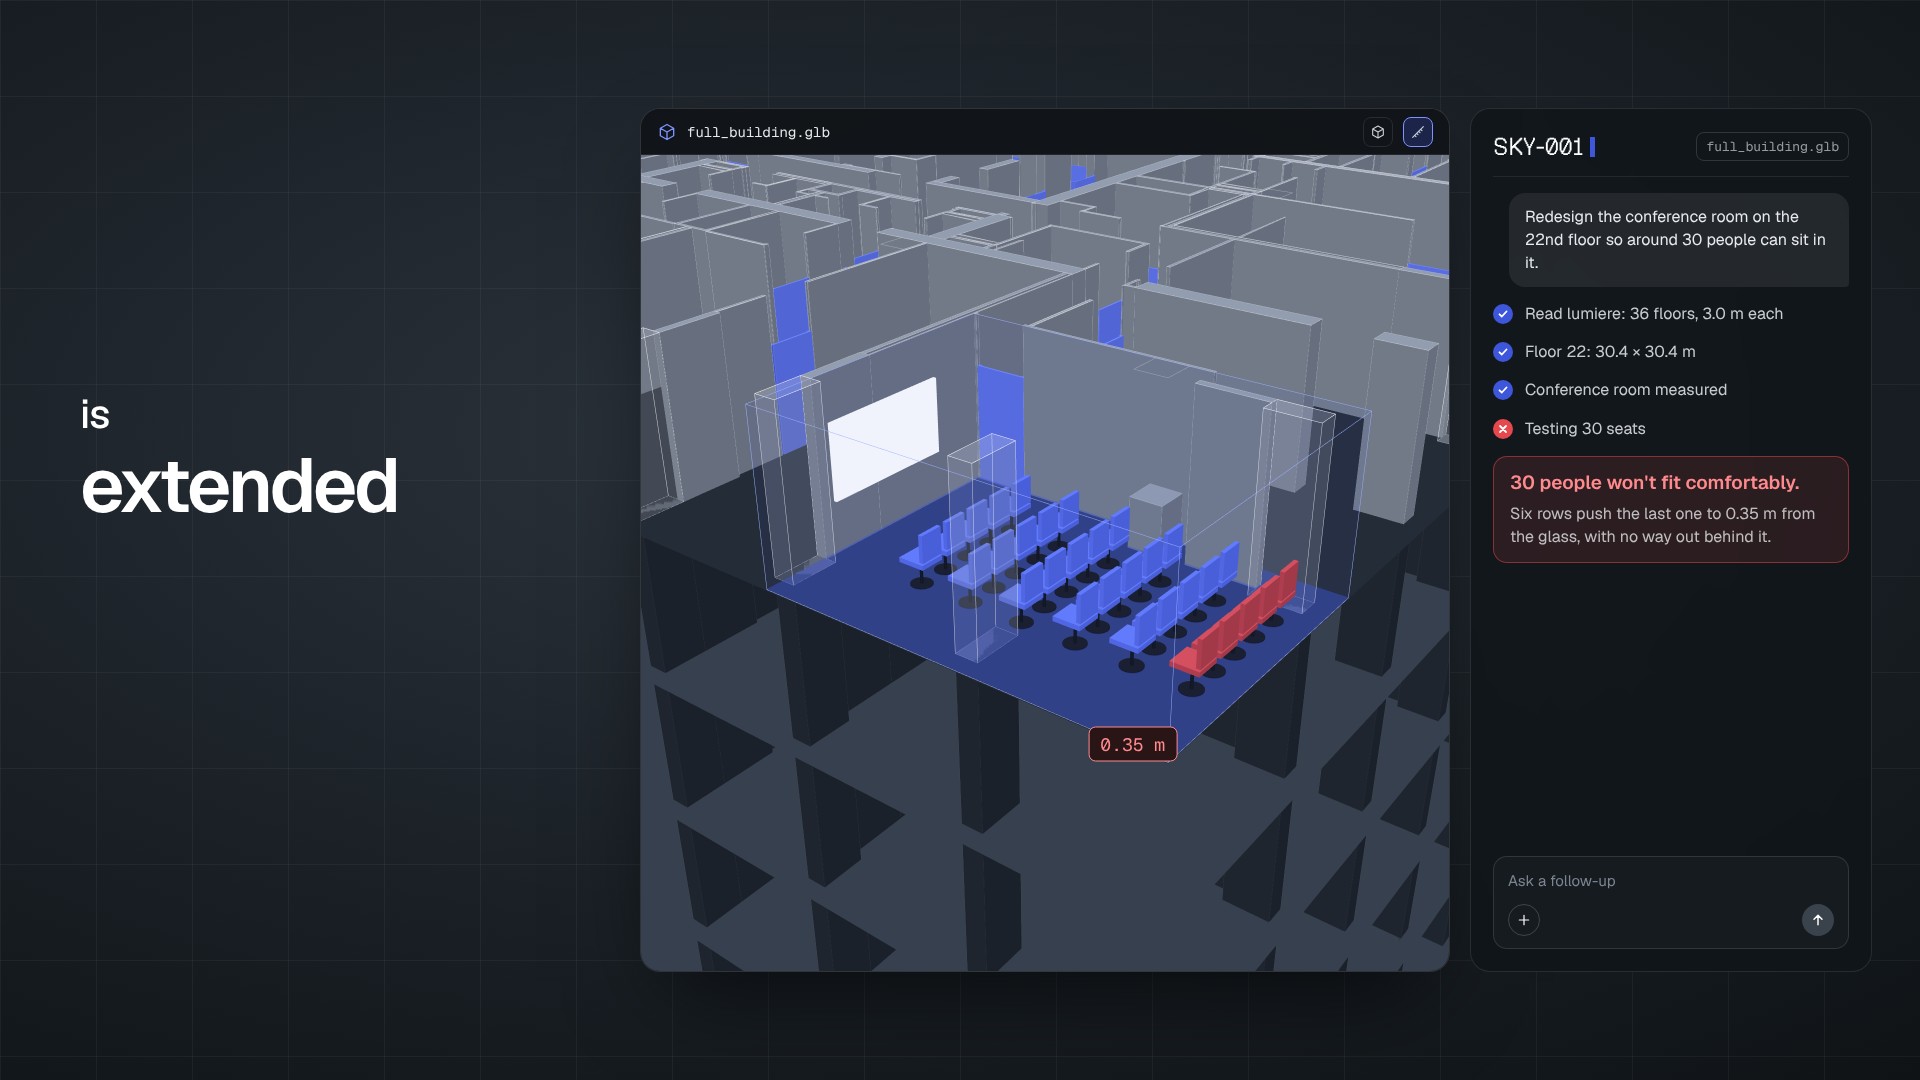 is
extended
full_building.glb
0.35 m
SKY-001
full_building.glb
Redesign the conference room on the
22nd floor so around 30 people can sit in
it.
Read lumiere: 36 floors, 3.0 m each
Floor 22: 30.4 × 30.4 m
Conference room measured
Testing 30 seats
30 people won't fit comfortably.
Six rows push the last one to 0.35 m from
the glass, with no way out behind it.
Ask a follow-up